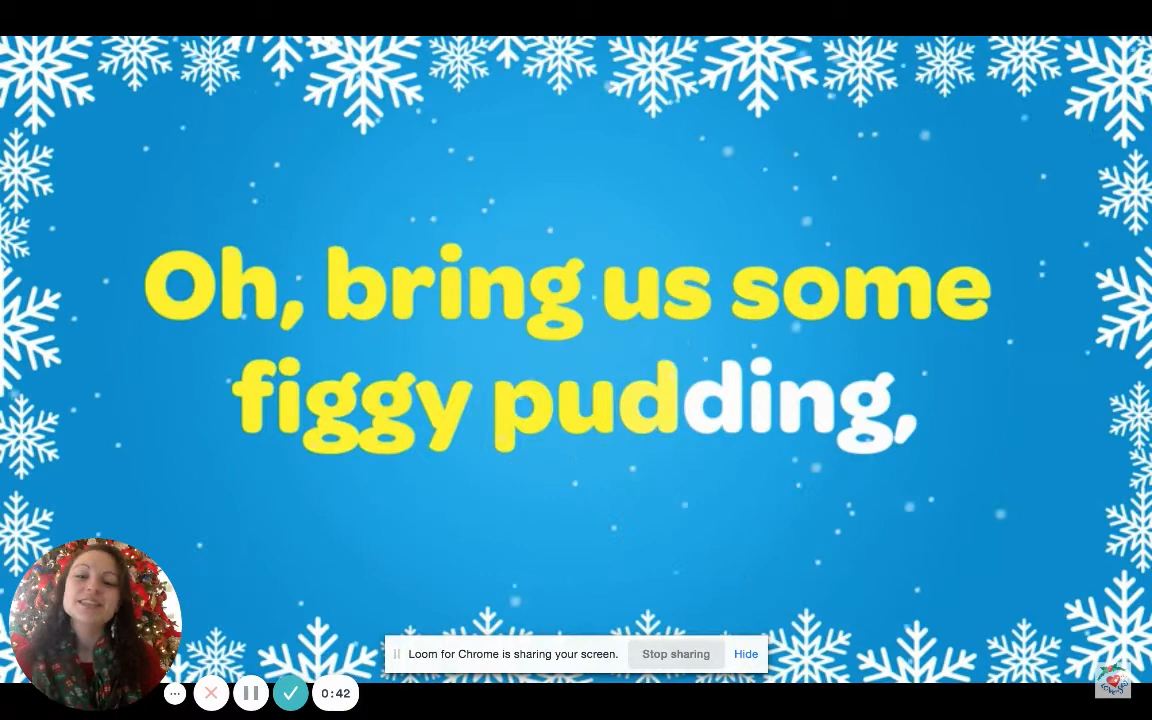 Oh, bring us some
figgy pudding,
Loom for Chrome is sharing your screen. Stop sharing Hide
0:42